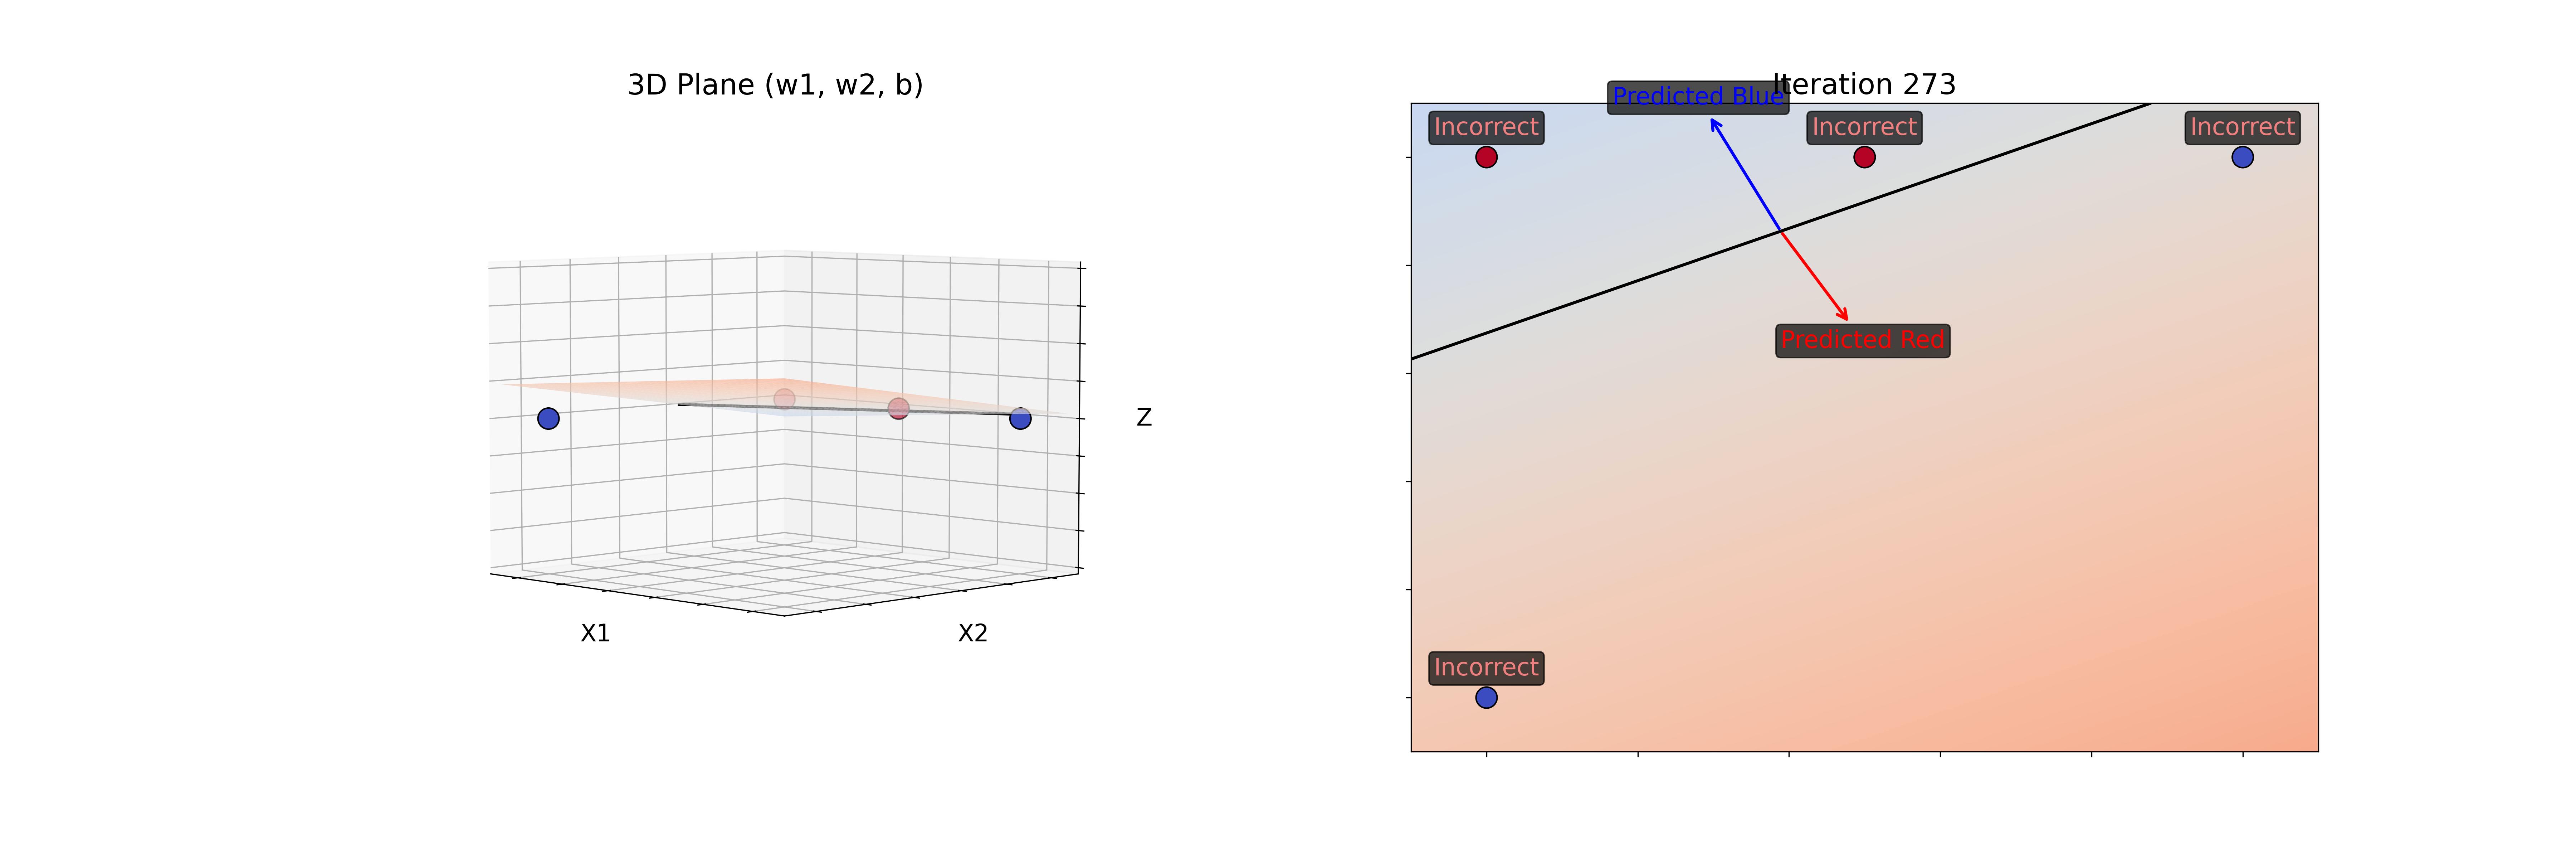 3D Plane (w1, w2, b)
Z
X1
X2
Iteration 273
Predicted Blue
Incorrect
Incorrect
Incorrect
Predicted Red
Incorrect